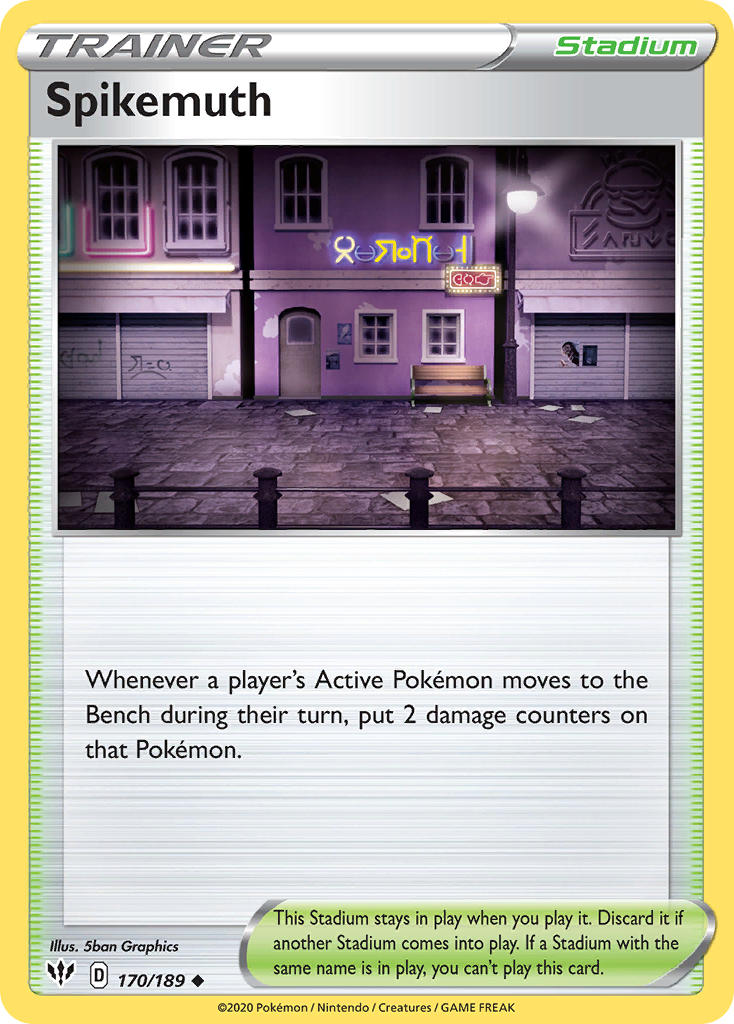 TRAINER
Stadium
Spikemuth
Whenever a player's Active Pokémon moves to the
Bench during their turn, put 2 damage counters on
that Pokémon.
This Stadium stays in play when you play it. Discard it if
another Stadium comes into play. If a Stadium with the
same name is in play, you can't play this card.
Illus. 5ban Graphics
D
170/189
©2020 Pokémon / Nintendo / Creatures / GAME FREAK